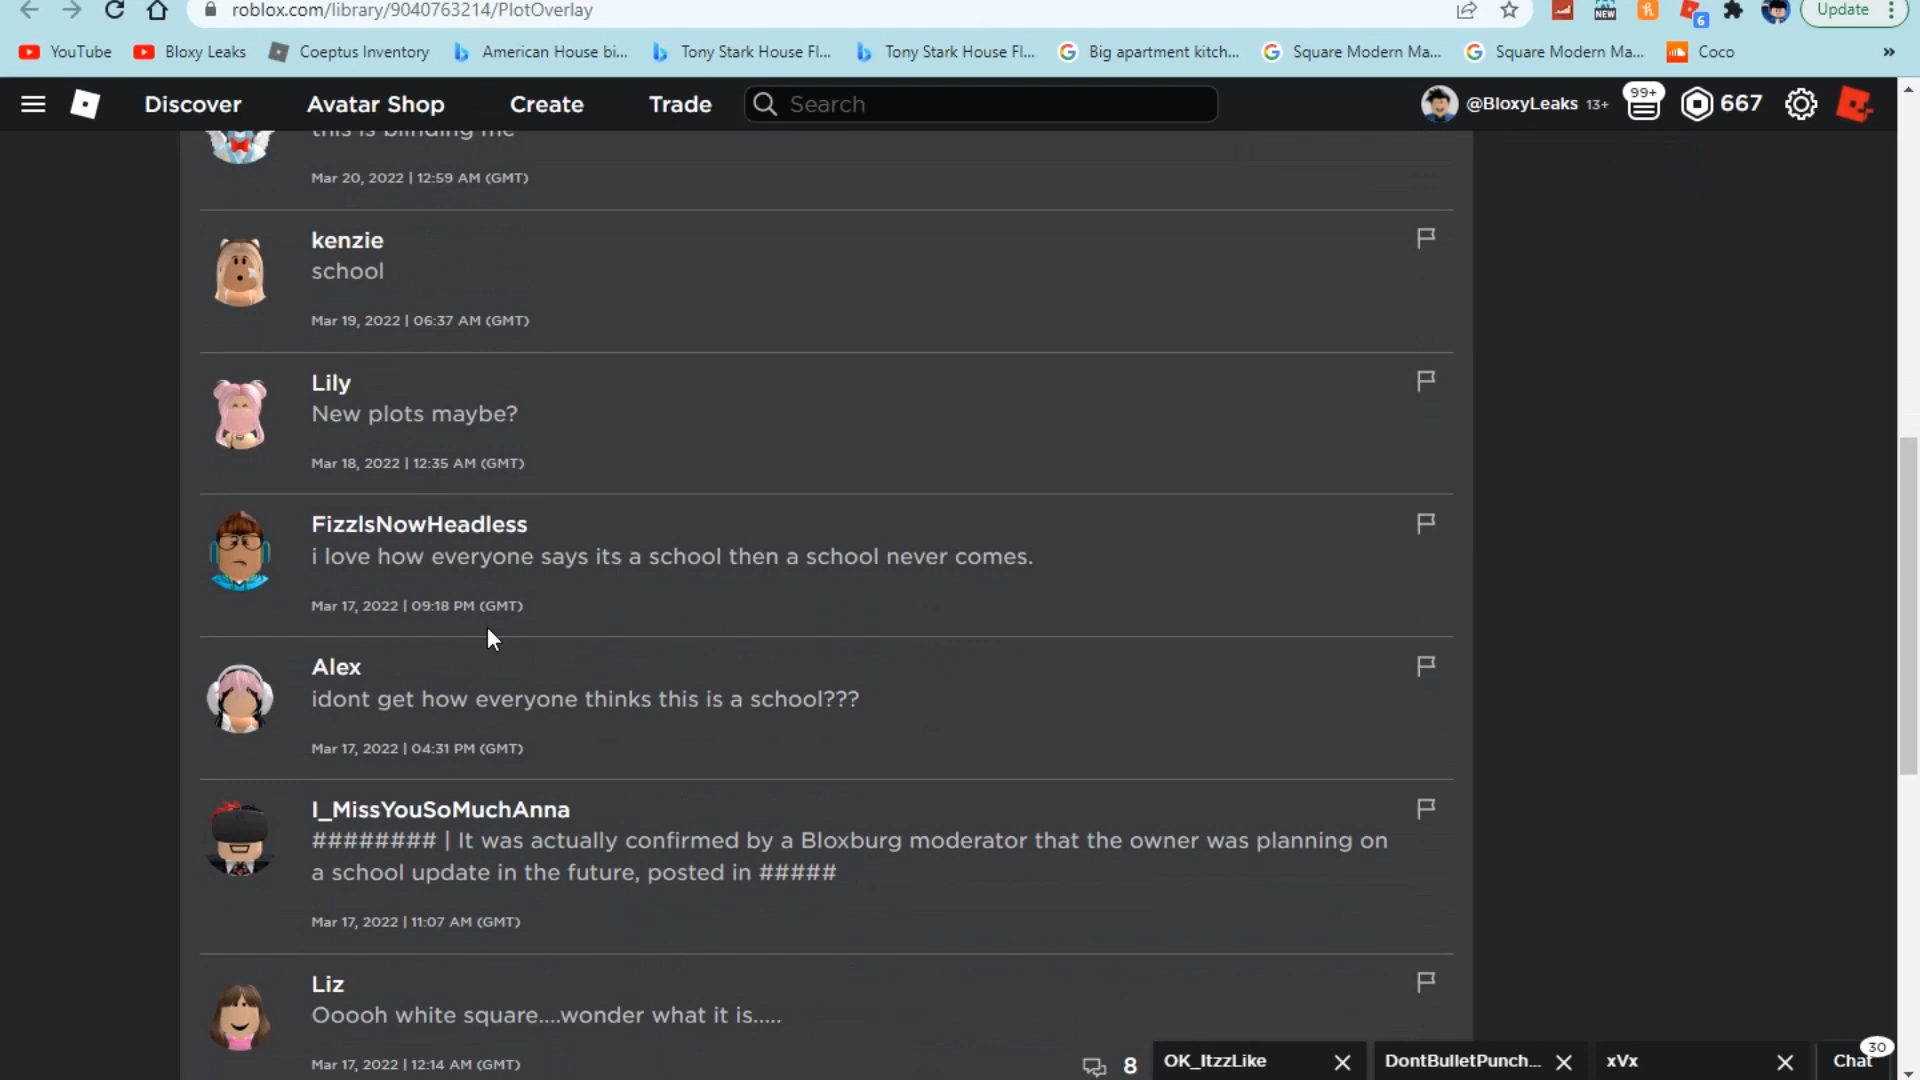 roblox.com/library/9040763214/PlotOverlay
NEW
6
Update
YouTube
Bloxy Leaks
Coeptus Inventory
American House bi...
Tony Stark House Fl...
Tony Stark House Fl...
Big apartment kitch...
Square Modern Ma...
Square Modern Ma...
Coco
»
Discover
Avatar Shop
Create
Trade
Search
@BloxyLeaks 13+
99+
667
this is blinding me
Mar 20, 2022 | 12:59 AM (GMT)
kenzie
school
Mar 19, 2022 | 06:37 AM (GMT)
Lily
New plots maybe?
Mar 18, 2022 | 12:35 AM (GMT)
FizzIsNowHeadless
i love how everyone says its a school then a school never comes.
Mar 17, 2022 | 09:18 PM (GMT)
Alex
idont get how everyone thinks this is a school???
Mar 17, 2022 | 04:31 PM (GMT)
I_MissYouSoMuchAnna
######## | It was actually confirmed by a Bloxburg moderator that the owner was planning on
a school update in the future, posted in #####
Mar 17, 2022 | 11:07 AM (GMT)
Liz
Ooooh white square....wonder what it is.....
Mar 17, 2022 | 12:14 AM (GMT)
8
OK_ItzzLike
DontBulletPunch...
xVx
Chat
30